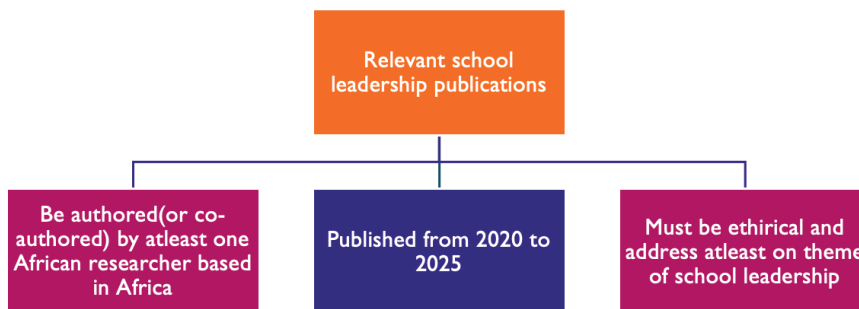 Relevant school
leadership publications
Be authored(or co-
authored) by atleast one
African researcher based
in Africa
Published from 2020 to
2025
Must be ethirical and
address atleast on theme
of school leadership